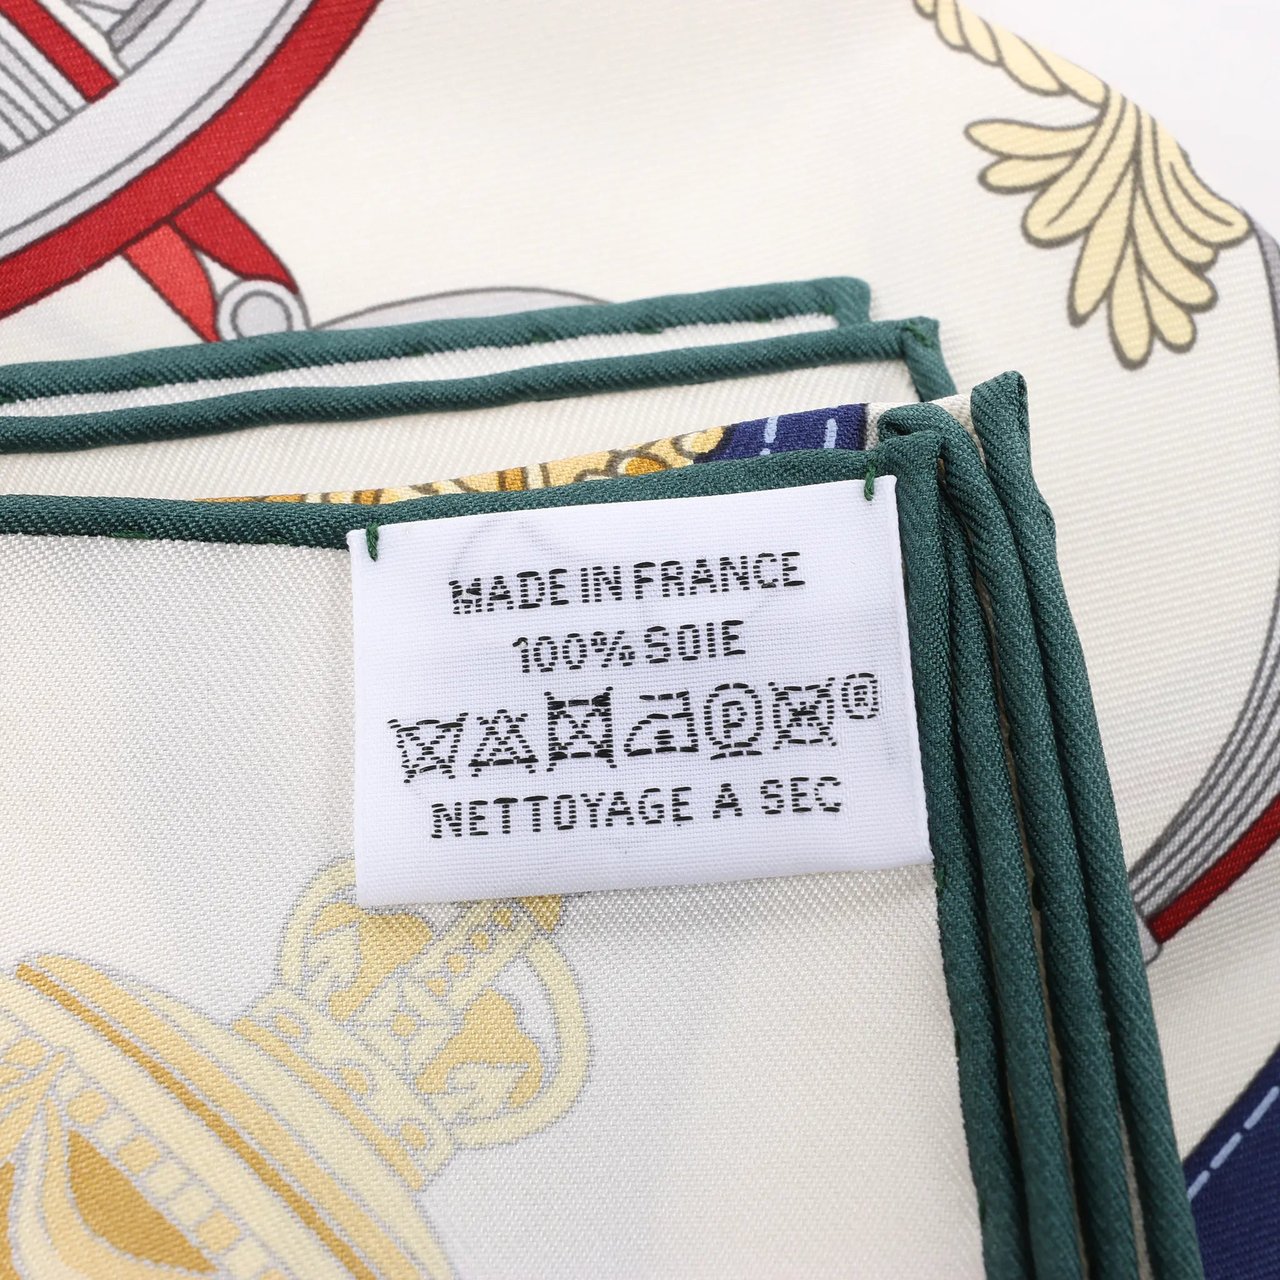 MADE IN FRANCE
100% SOIE
P ®
NETTOYAGE A SEC